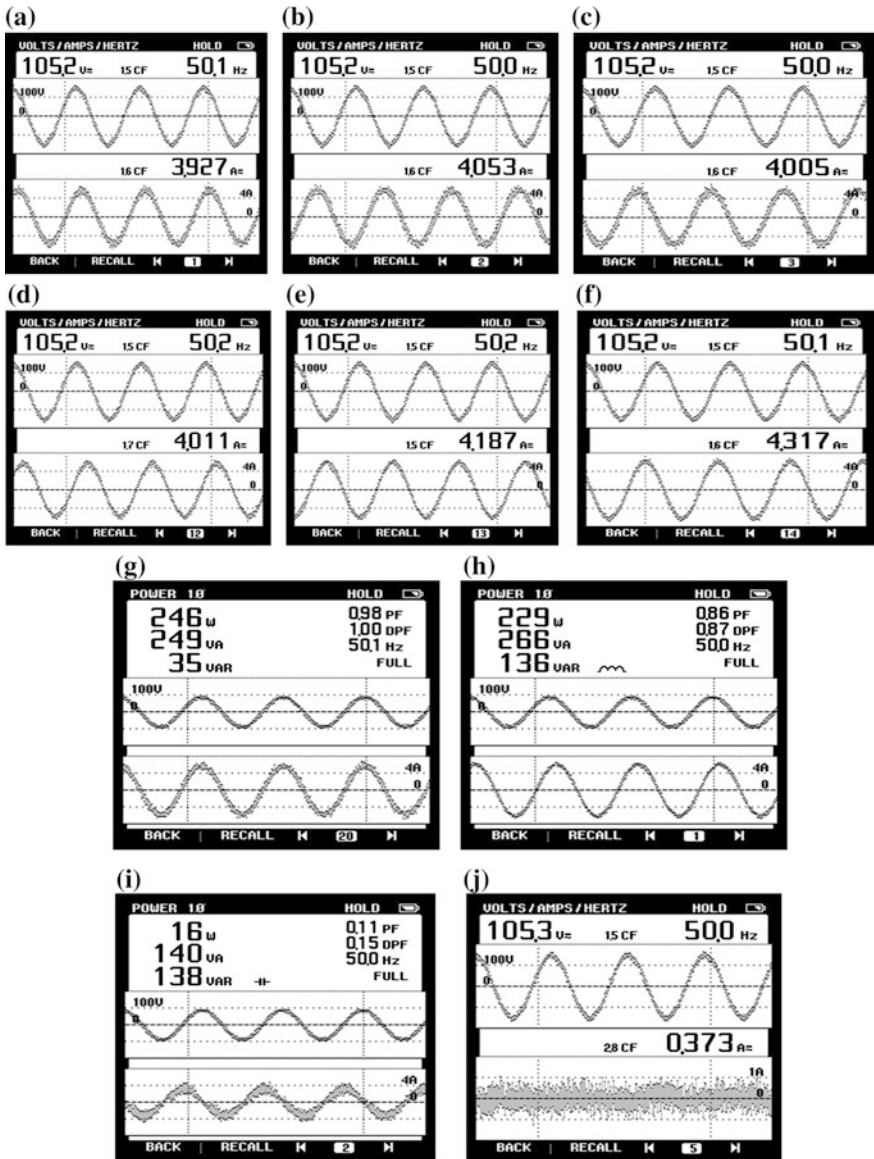 (a)
VOLTS/AMPS/HERTZ HOLD
105.2 V≂ 1.5 CF 50.1 Hz
100V
0
1.6 CF 3.927 A≂
4A
0
BACK | RECALL 1
(b)
VOLTS/AMPS/HERTZ HOLD
105.2 V≂ 1.5 CF 50.0 Hz
100V
0
1.6 CF 4.053 A≂
4A
0
BACK | RECALL 2
(c)
VOLTS/AMPS/HERTZ HOLD
105.2 V≂ 1.5 CF 50.0 Hz
100V
0
1.6 CF 4.005 A≂
4A
0
BACK | RECALL 3
(d)
VOLTS/AMPS/HERTZ HOLD
105.2 V≂ 1.5 CF 50.2 Hz
100V
0
1.7 CF 4.011 A≂
4A
0
BACK | RECALL 12
(e)
VOLTS/AMPS/HERTZ HOLD
105.2 V≂ 1.5 CF 50.2 Hz
100V
0
1.5 CF 4.187 A≂
4A
0
BACK | RECALL 13
(f)
VOLTS/AMPS/HERTZ HOLD
105.2 V≂ 1.5 CF 50.1 Hz
100V
0
1.6 CF 4.317 A≂
4A
0
BACK | RECALL 14
(g)
POWER 1Ø HOLD
246 W 0.98 PF
249 VA 1.00 DPF
50.1 Hz
35 VAR FULL
100V
0
4A
0
BACK | RECALL 20
(h)
POWER 1Ø HOLD
229 W 0.86 PF
266 VA 0.87 DPF
50.0 Hz
136 VAR FULL
100V
0
4A
0
BACK | RECALL 1
(i)
POWER 1Ø HOLD
16 W 0.11 PF
140 VA 0.15 DPF
50.0 Hz
138 VAR FULL
100V
0
4A
0
BACK | RECALL 2
(j)
VOLTS/AMPS/HERTZ HOLD
105.3 V≂ 1.5 CF 50.0 Hz
100V
0
2.8 CF 0.373 A≂
1A
0
BACK | RECALL 5